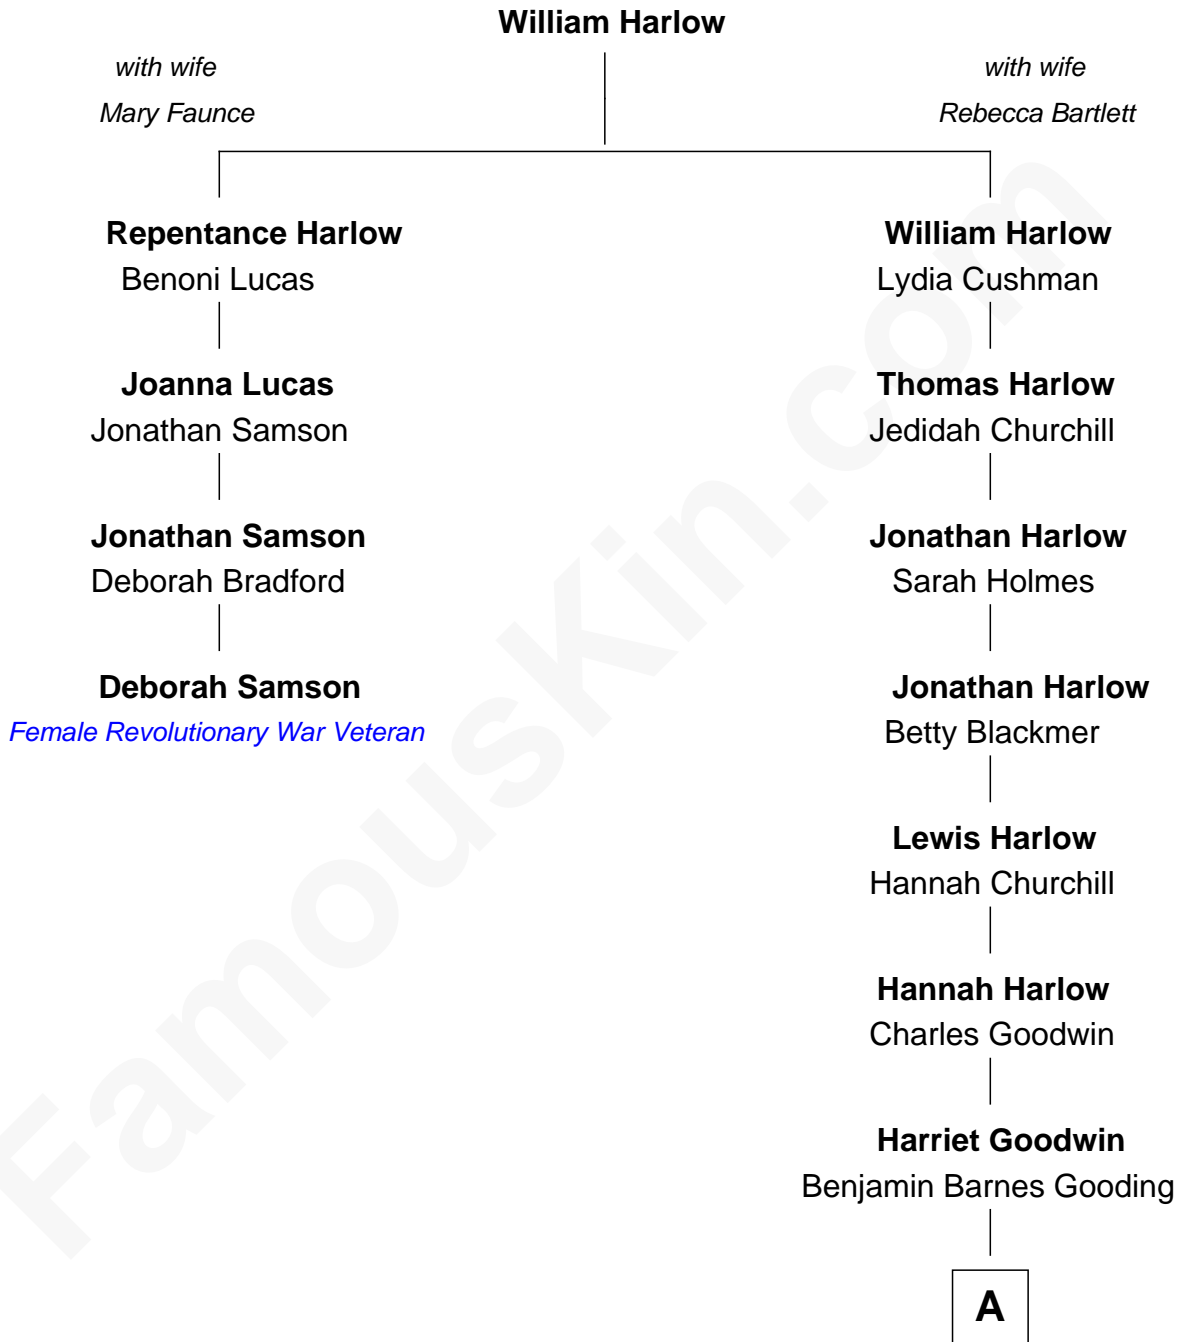 William Harlow
with wife
Mary Faunce
with wife
Rebecca Bartlett
Repentance Harlow
Benoni Lucas
Joanna Lucas
Jonathan Samson
Jonathan Samson
Deborah Bradford
Deborah Samson
Female Revolutionary War Veteran
William Harlow
Lydia Cushman
Thomas Harlow
Jedidah Churchill
Jonathan Harlow
Sarah Holmes
Jonathan Harlow
Betty Blackmer
Lewis Harlow
Hannah Churchill
Hannah Harlow
Charles Goodwin
Harriet Goodwin
Benjamin Barnes Gooding
A
FamousKin.com